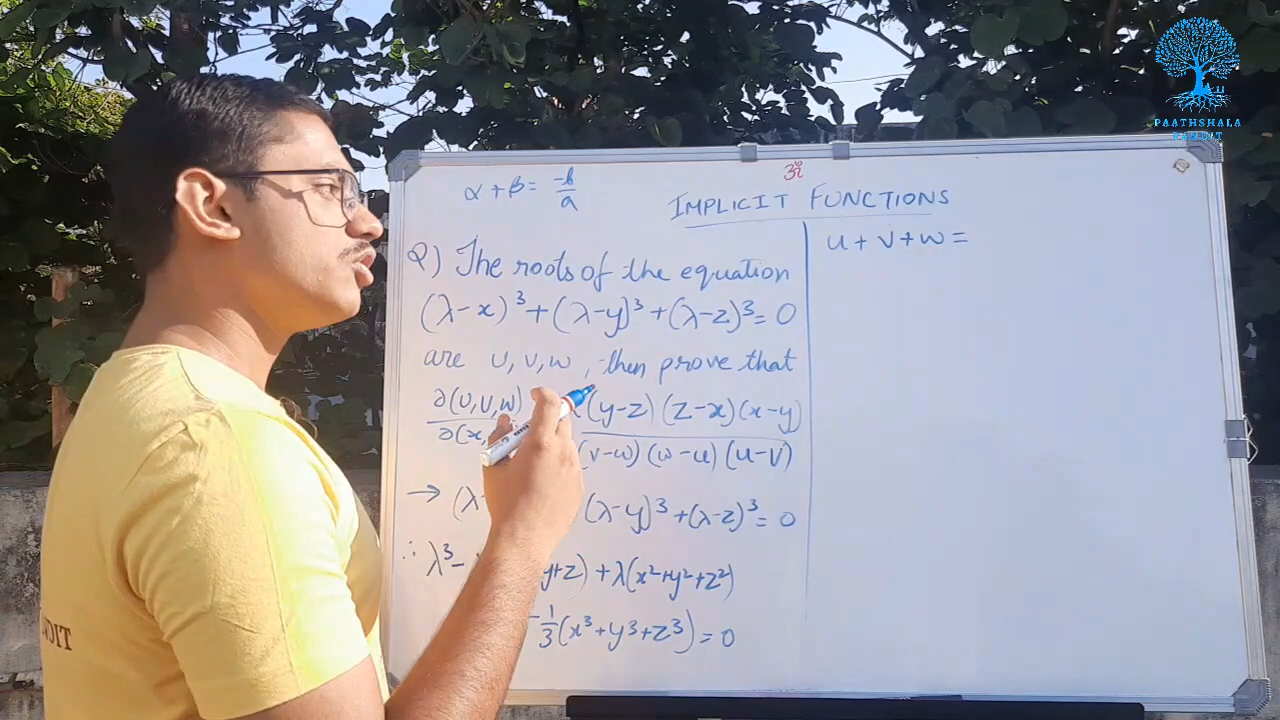 PAATHSHALA
PANDIT
ॐ
IMPLICIT FUNCTIONS
α + β = -b/a
Q) The roots of the equation
(λ-x)³+(λ-y)³+(λ-z)³=0
are u, v, w, then prove that
∂(u,v,w) (y-z)(z-x)(x-y)
∂(x, (v-w)(w-u)(u-v)
→ (λ- (λ-y)³+(λ-z)³=0
∴ λ³- y+z)+λ(x²+y²+z²)
-1/3(x³+y³+z³)=0
u+v+w=